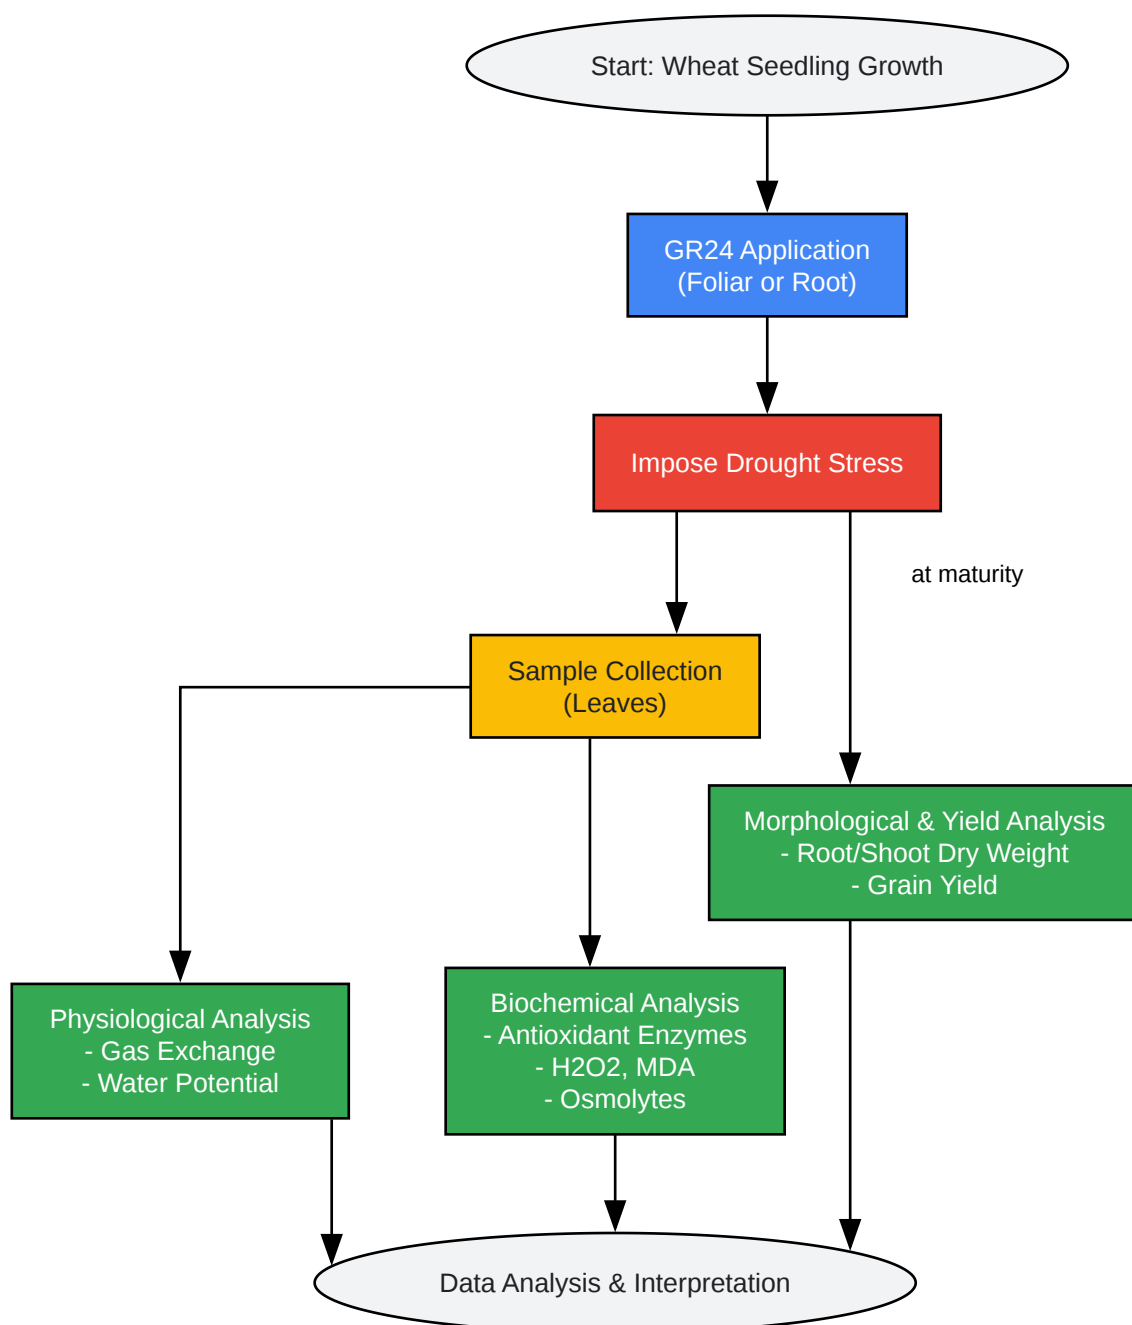 Start: Wheat Seedling Growth
GR24 Application
(Foliar or Root)
Impose Drought Stress
at maturity
Sample Collection
(Leaves)
Morphological & Yield Analysis
- Root/Shoot Dry Weight
- Grain Yield
Physiological Analysis
- Gas Exchange
- Water Potential
Biochemical Analysis
- Antioxidant Enzymes
- H2O2, MDA
- Osmolytes
Data Analysis & Interpretation